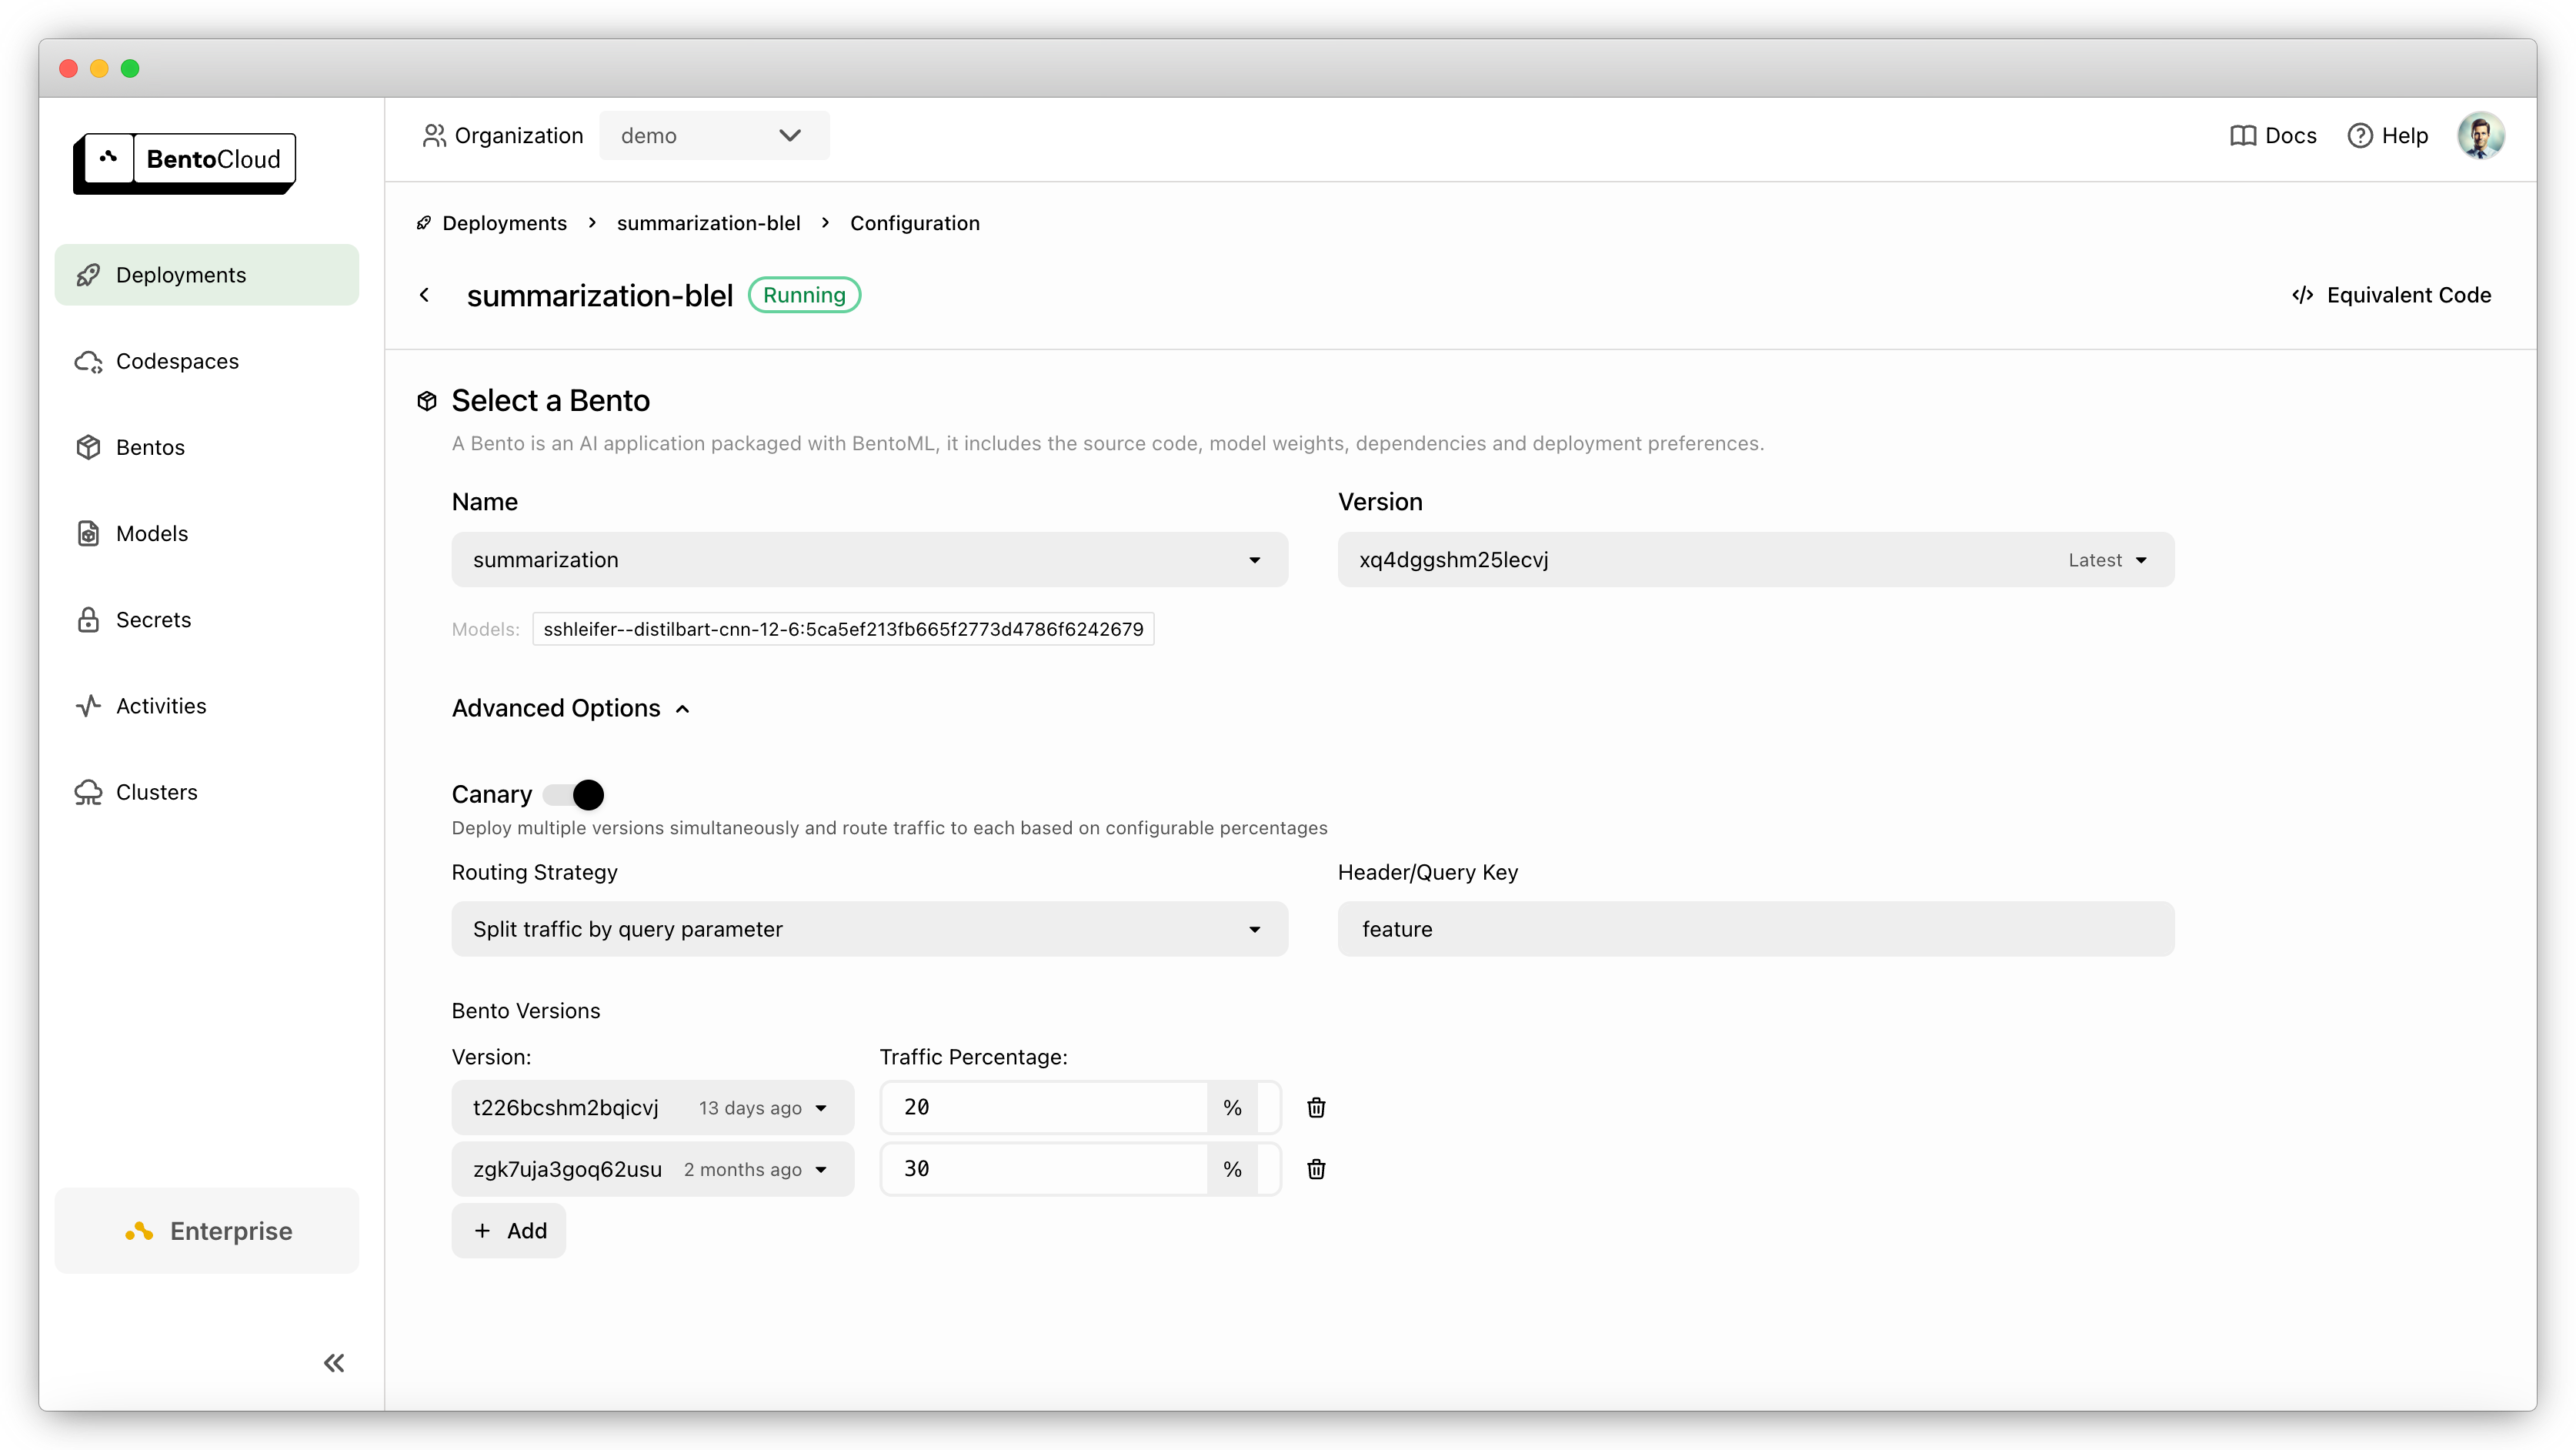 BentoCloud
Organization demo
Docs Help
Deployments
Codespaces
Bentos
Models
Secrets
Activities
Clusters
Enterprise
Deployments summarization-blel Configuration
summarization-blel Running
</> Equivalent Code
Select a Bento
A Bento is an AI application packaged with BentoML, it includes the source code, model weights, dependencies and deployment preferences.
Name Version
summarization xq4dggshm25lecvj Latest
Models: sshleifer--distilbart-cnn-12-6:5ca5ef213fb665f2773d4786f6242679
Advanced Options
Canary
Deploy multiple versions simultaneously and route traffic to each based on configurable percentages
Routing Strategy Header/Query Key
Split traffic by query parameter feature
Bento Versions
Version: Traffic Percentage:
t226bcshm2bqicvj 13 days ago 20 %
zgk7uja3goq62usu 2 months ago 30 %
+ Add